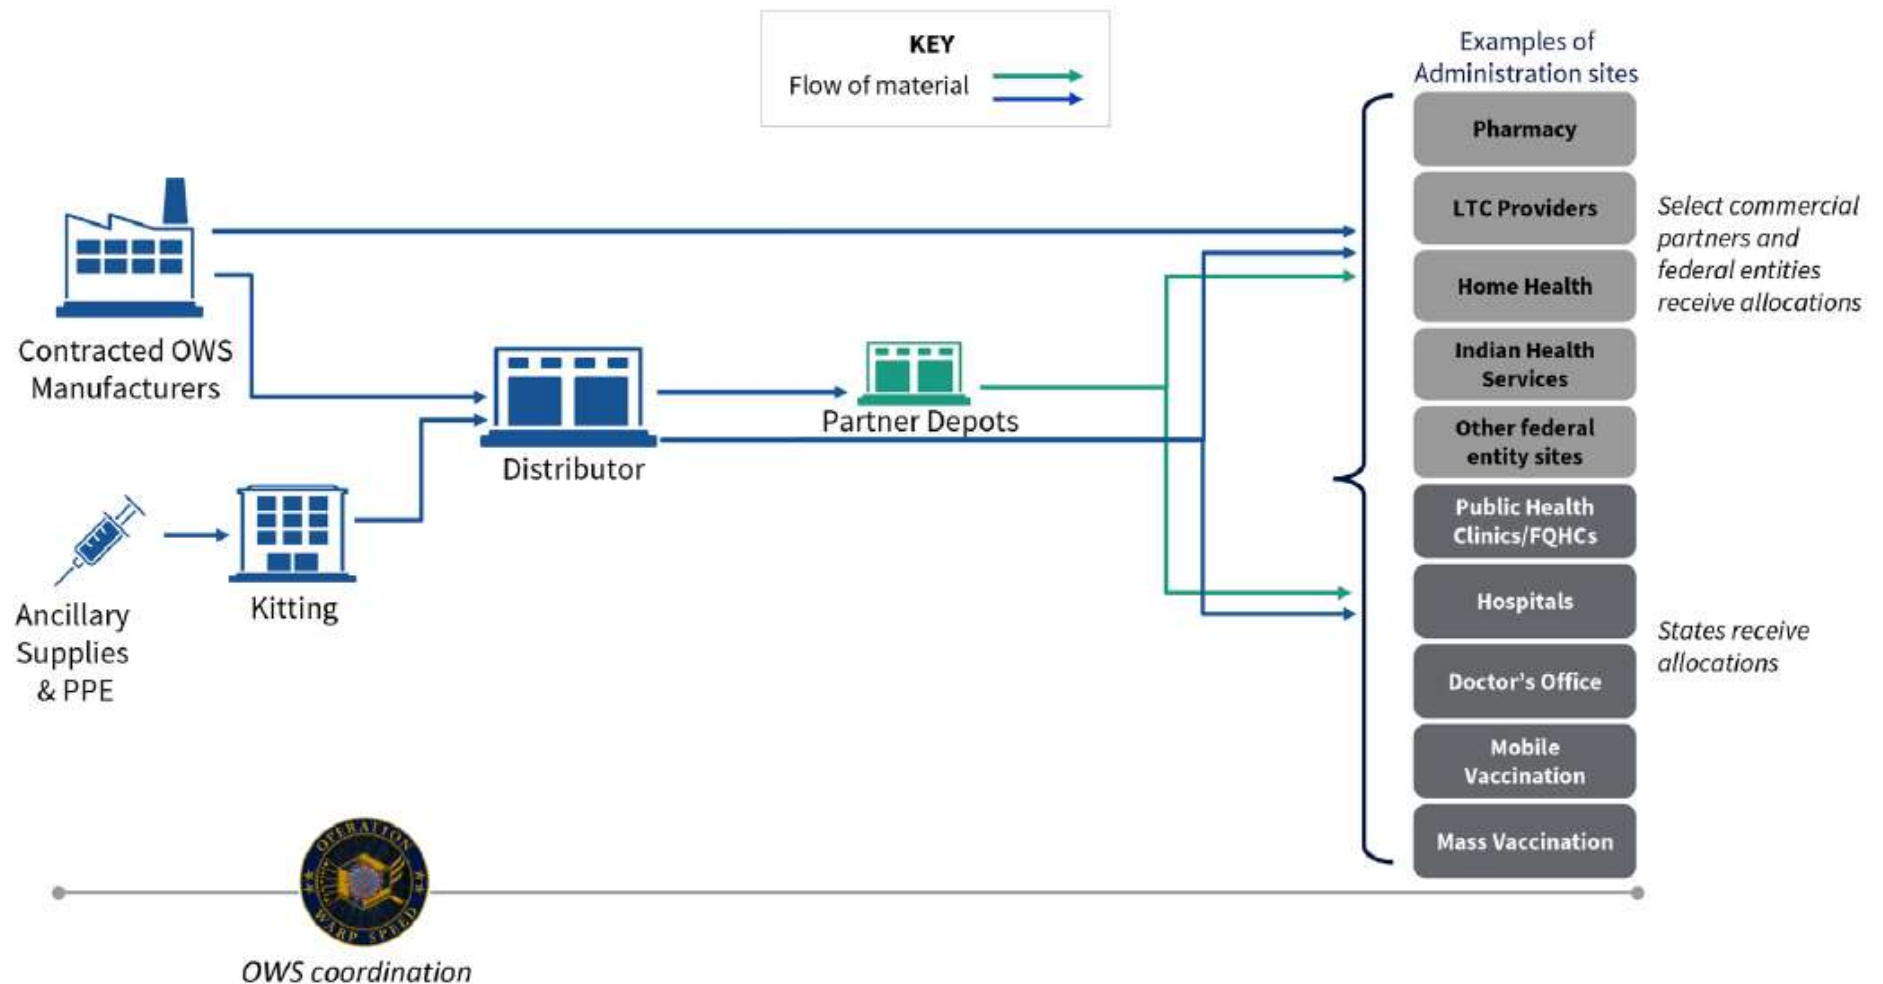 KEY
Flow of material
Examples of
Administration sites
Pharmacy
LTC Providers
Home Health
Indian Health
Services
Other federal
entity sites
Public Health
Clinics/FQHCs
Hospitals
Doctor's Office
Mobile
Vaccination
Mass Vaccination
Select commercial
partners and
federal entities
receive allocations
States receive
allocations
Contracted OWS
Manufacturers
Distributor
Partner Depots
Ancillary
Supplies
& PPE
Kitting
OPERATION
WARP SPEED
OWS coordination